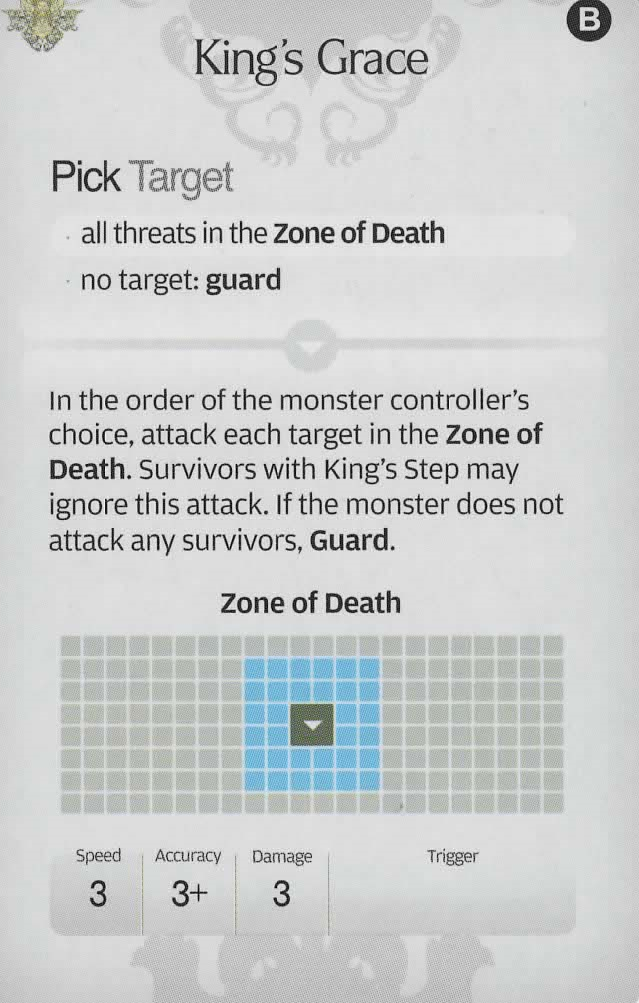 B
King's Grace
Pick Target
· all threats in the Zone of Death
· no target: guard
In the order of the monster controller's
choice, attack each target in the Zone of
Death. Survivors with King's Step may
ignore this attack. If the monster does not
attack any survivors, Guard.
Zone of Death
Speed Accuracy Damage Trigger
3 3+ 3